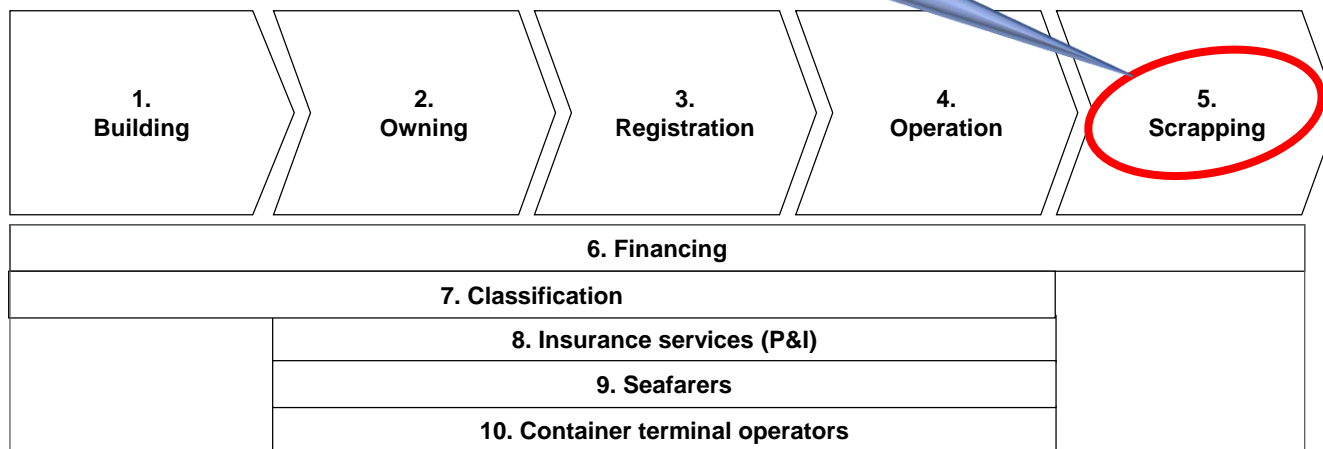 1.
Building
2.
Owning
3.
Registration
4.
Operation
5.
Scrapping
6. Financing
7. Classification
8. Insurance services (P&I)
9. Seafarers
10. Container terminal operators